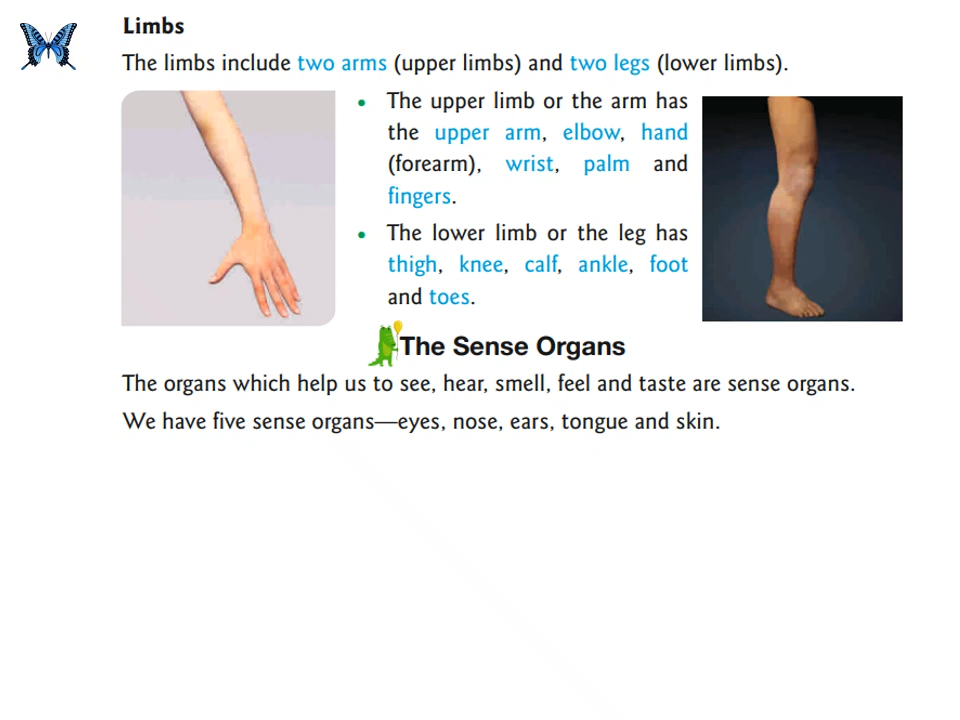 Limbs
The limbs include two arms (upper limbs) and two legs (lower limbs).
• The upper limb or the arm has
the upper arm, elbow, hand
(forearm), wrist, palm and
fingers.
• The lower limb or the leg has
thigh, knee, calf, ankle, foot
and toes.
The Sense Organs
The organs which help us to see, hear, smell, feel and taste are sense organs.
We have five sense organs—eyes, nose, ears, tongue and skin.